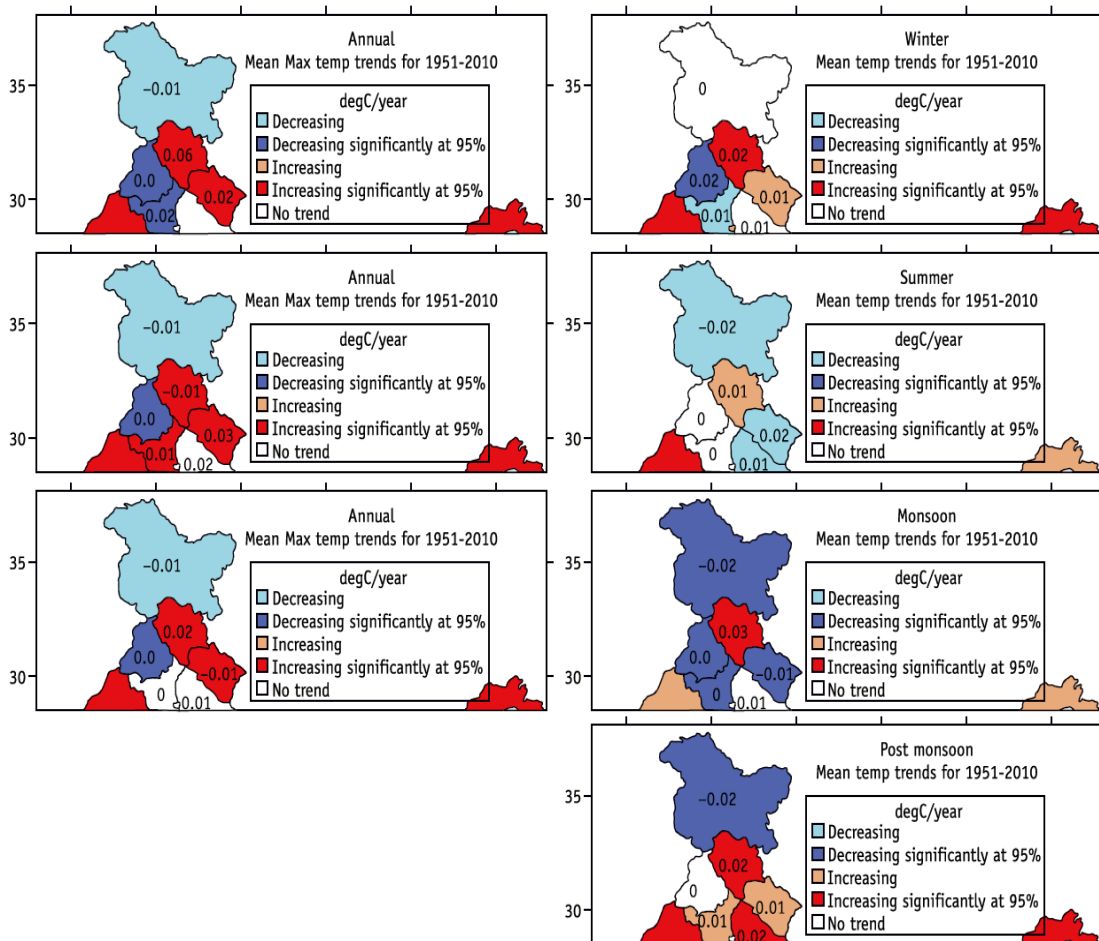 Annual
Mean Max temp trends for 1951-2010
degC/year
Decreasing
Decreasing significantly at 95%
Increasing
Increasing significantly at 95%
No trend
35
30
-0.01
0.06
0.0
0.02
0.02
Winter
Mean temp trends for 1951-2010
degC/year
Decreasing
Decreasing significantly at 95%
Increasing
Increasing significantly at 95%
No trend
35
30
0
0.02
0.02
0.01
0.01
0.01
Annual
Mean Max temp trends for 1951-2010
degC/year
Decreasing
Decreasing significantly at 95%
Increasing
Increasing significantly at 95%
No trend
35
30
-0.01
-0.01
0.0
0.03
0.01
0.02
Summer
Mean temp trends for 1951-2010
degC/year
Decreasing
Decreasing significantly at 95%
Increasing
Increasing significantly at 95%
No trend
35
30
-0.02
0.01
0
0.02
0
0.01
Annual
Mean Max temp trends for 1951-2010
degC/year
Decreasing
Decreasing significantly at 95%
Increasing
Increasing significantly at 95%
No trend
35
30
-0.01
0.02
0.0
-0.01
0
0.01
Monsoon
Mean temp trends for 1951-2010
degC/year
Decreasing
Decreasing significantly at 95%
Increasing
Increasing significantly at 95%
No trend
35
30
-0.02
0.03
0.0
-0.01
0
0.01
Post monsoon
Mean temp trends for 1951-2010
degC/year
Decreasing
Decreasing significantly at 95%
Increasing
Increasing significantly at 95%
No trend
35
30
-0.02
0.02
0
0.01
0.01
0.02